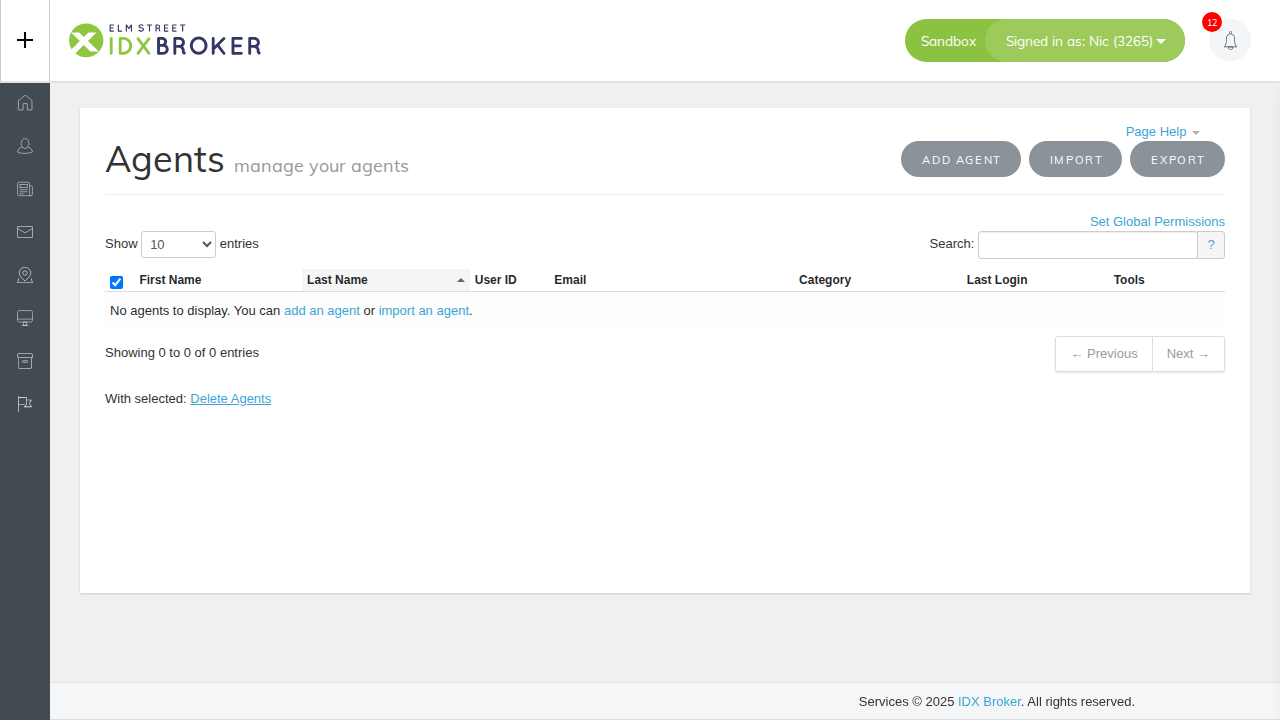 ELM STREET
IDXBROKER
Sandbox
Signed in as: Nic (3265)
12
Page Help
Agents manage your agents
ADD AGENT
IMPORT
EXPORT
Set Global Permissions
Show 10 entries
Search:
?
First Name
Last Name
User ID
Email
Category
Last Login
Tools
No agents to display. You can add an agent or import an agent.
Showing 0 to 0 of 0 entries
← Previous
Next →
With selected: Delete Agents
Services © 2025 IDX Broker. All rights reserved.